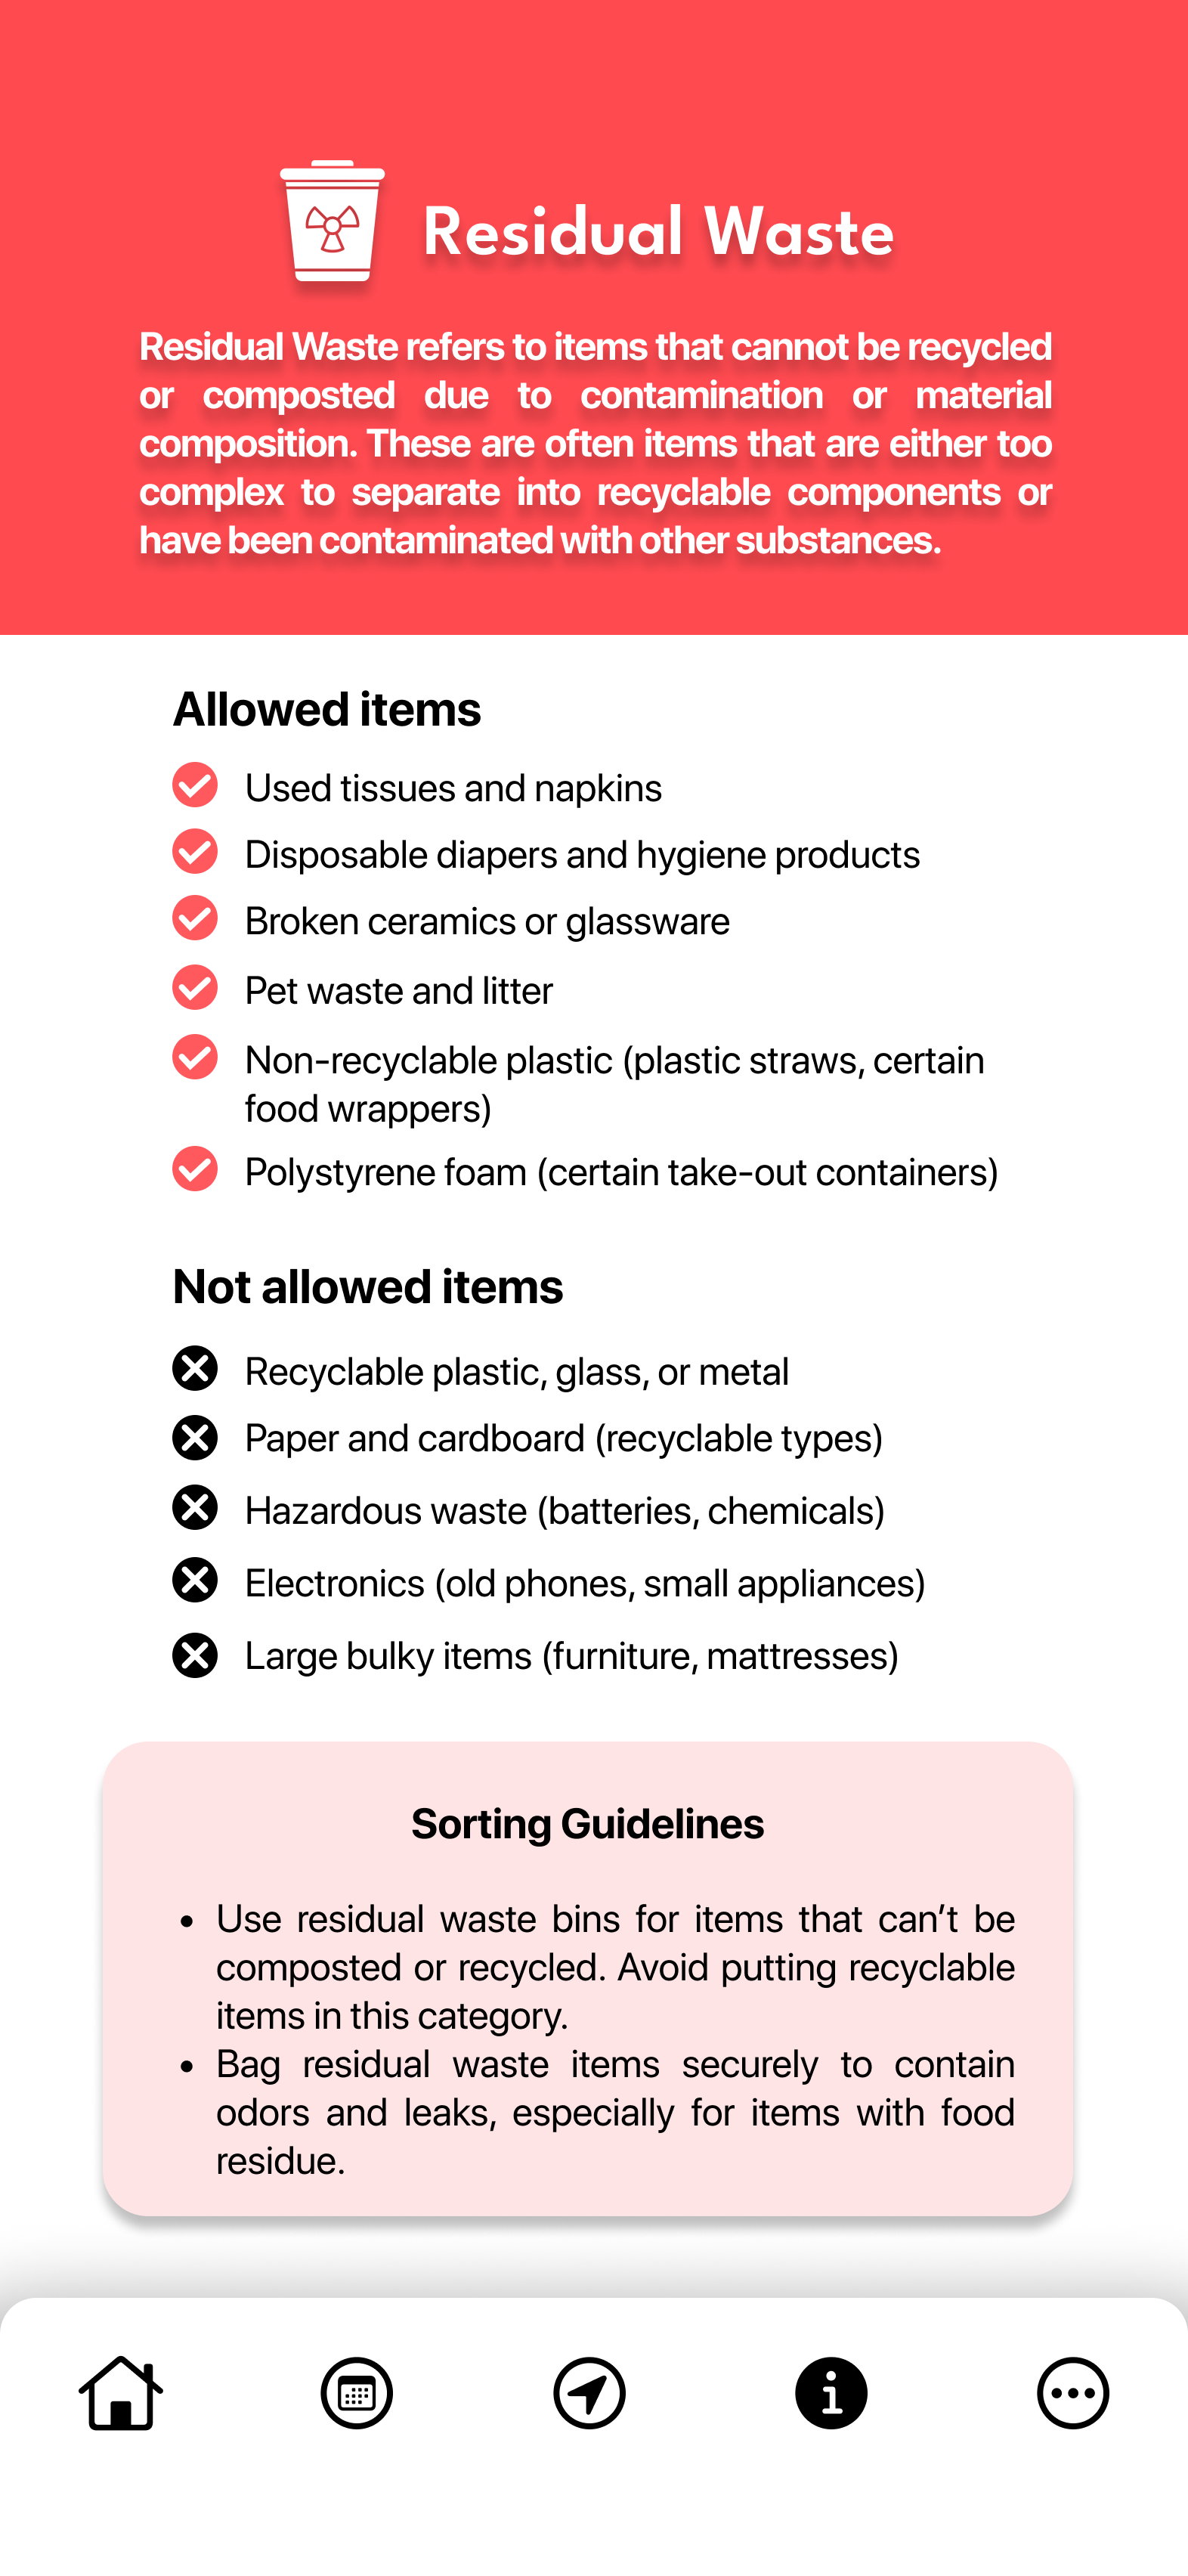 Residual Waste
Residual Waste refers to items that cannot be recycled
or composted due to contamination or material
composition. These are often items that are either too
complex to separate into recyclable components or
have been contaminated with other substances.
Allowed items
Used tissues and napkins
Disposable diapers and hygiene products
Broken ceramics or glassware
Pet waste and litter
Non-recyclable plastic (plastic straws, certain
food wrappers)
Polystyrene foam (certain take-out containers)
Not allowed items
Recyclable plastic, glass, or metal
Paper and cardboard (recyclable types)
Hazardous waste (batteries, chemicals)
Electronics (old phones, small appliances)
Large bulky items (furniture, mattresses)
Sorting Guidelines
• Use residual waste bins for items that can’t be
composted or recycled. Avoid putting recyclable
items in this category.
• Bag residual waste items securely to contain
odors and leaks, especially for items with food
residue.